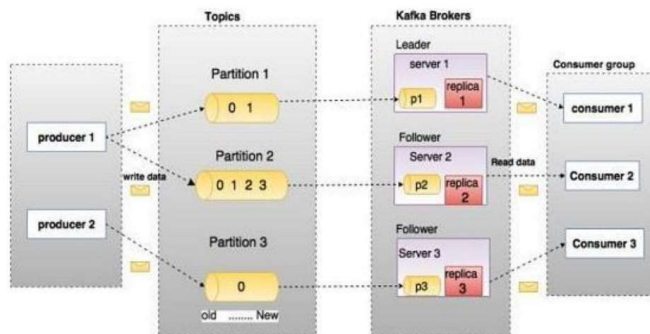 Topics
Kafka Brokers
Leader
server 1
Consumer group
Partition 1
0 1
p1
replica
1
consumer 1
producer 1
Follower
Server 2
Partition 2
write data
0 1 2 3
p2
replica
2
Read data
Consumer 2
producer 2
Follower
Partition 3
Server 3
Consumer 3
0
p3
replica
3
old ........ New